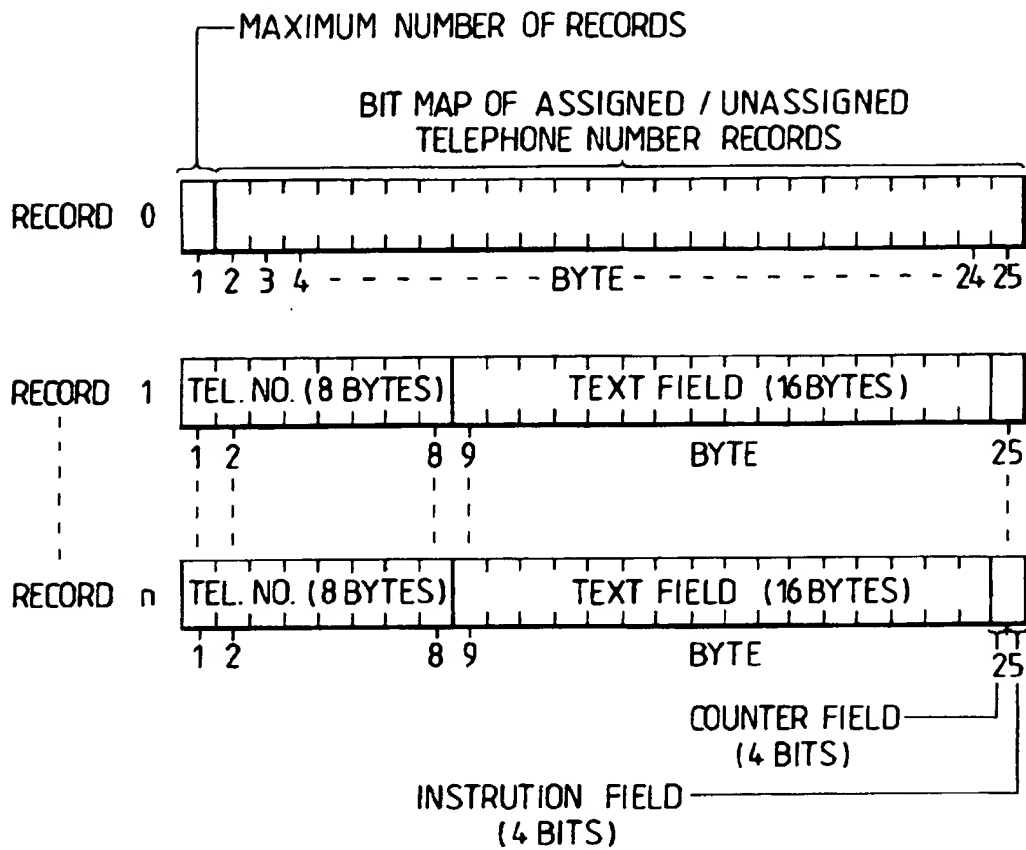 MAXIMUM NUMBER OF RECORDS
BIT MAP OF ASSIGNED / UNASSIGNED
TELEPHONE NUMBER RECORDS
RECORD 0
1 2 3 4 - - - - - - - BYTE - - - - - - - - - - 24 25
RECORD 1 TEL. NO. (8 BYTES) TEXT FIELD (16 BYTES)
1 2 8 9 BYTE 25
RECORD n TEL. NO. (8 BYTES) TEXT FIELD (16 BYTES)
1 2 8 9 BYTE 25
COUNTER FIELD
(4 BITS)
INSTRUTION FIELD
(4 BITS)